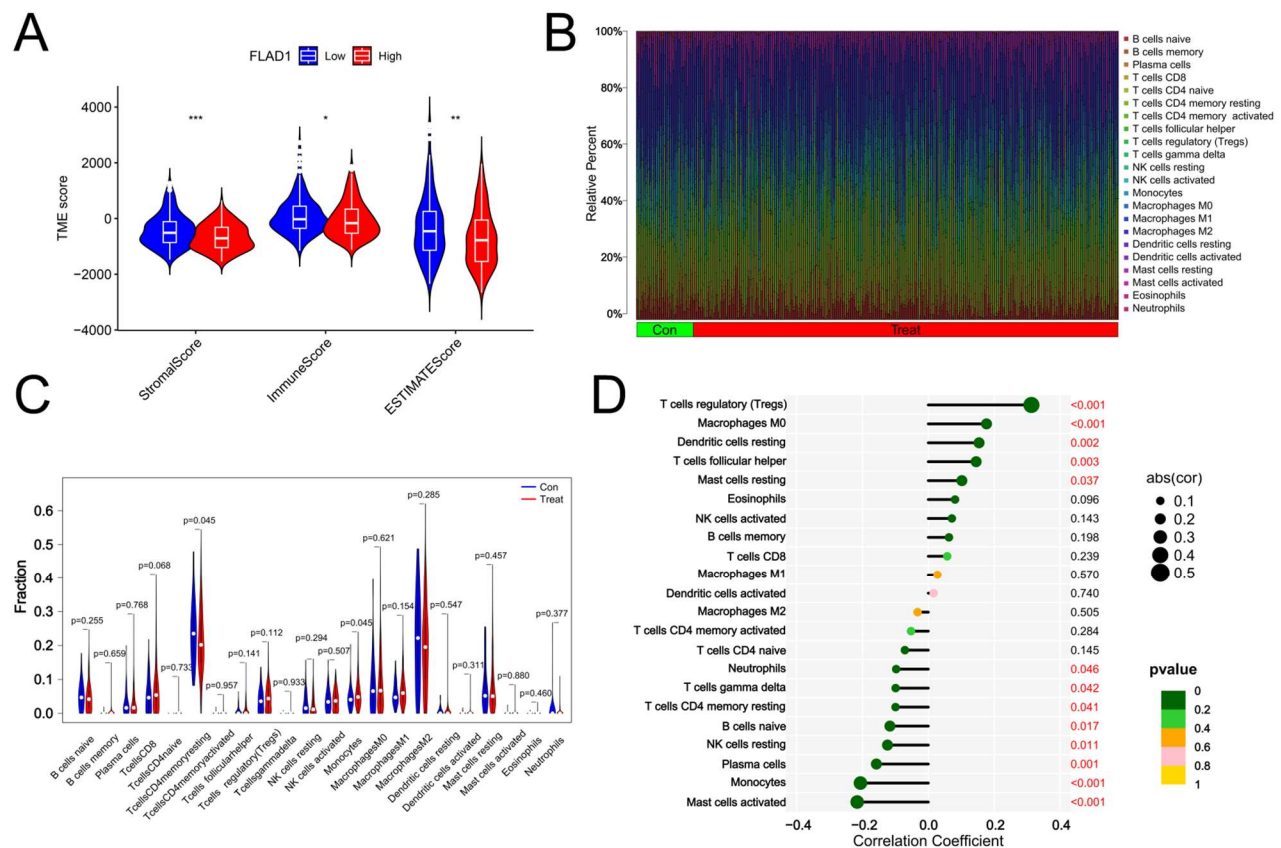 A
FLAD1 Low High
TME score
4000
2000
0
−2000
−4000
***
*
**
StromalScore
ImmuneScore
ESTIMATEScore
B
Relative Percent
100%
80%
60%
40%
20%
0%
Con
Treat
B cells naive
B cells memory
Plasma cells
T cells CD8
T cells CD4 naive
T cells CD4 memory resting
T cells CD4 memory activated
T cells follicular helper
T cells regulatory (Tregs)
T cells gamma delta
NK cells resting
NK cells activated
Monocytes
Macrophages M0
Macrophages M1
Macrophages M2
Dendritic cells resting
Dendritic cells activated
Mast cells resting
Mast cells activated
Eosinophils
Neutrophils
C
Fraction
0.6
0.5
0.4
0.3
0.2
0.1
0.0
Con
Treat
p=0.255
p=0.659
p=0.768
p=0.068
p=0.733
p=0.045
p=0.957
p=0.141
p=0.112
p=0.933
p=0.294
p=0.507
p=0.045
p=0.621
p=0.154
p=0.285
p=0.547
p=0.311
p=0.457
p=0.880
p=0.460
p=0.377
B cells naive
B cells memory
Plasma cells
TcellsCD8
TcellsCD4naive
TcellsCD4memoryresting
TcellsCD4memoryactivated
Tcells follicularhelper
Tcells regulatory(Tregs)
Tcellsgammadelta
NK cells resting
NK cells activated
Monocytes
MacrophagesM0
MacrophagesM1
MacrophagesM2
Dendritic cells resting
Dendritic cells activated
Mast cells resting
Mast cells activated
Eosinophils
Neutrophils
D
T cells regulatory (Tregs) <0.001
Macrophages M0 <0.001
Dendritic cells resting 0.002
T cells follicular helper 0.003
Mast cells resting 0.037
Eosinophils 0.096
NK cells activated 0.143
B cells memory 0.198
T cells CD8 0.239
Macrophages M1 0.570
Dendritic cells activated 0.740
Macrophages M2 0.505
T cells CD4 memory activated 0.284
T cells CD4 naive 0.145
Neutrophils 0.046
T cells gamma delta 0.042
T cells CD4 memory resting 0.041
B cells naive 0.017
NK cells resting 0.011
Plasma cells 0.001
Monocytes <0.001
Mast cells activated <0.001
−0.4 −0.2 0.0 0.2 0.4
Correlation Coefficient
abs(cor)
0.1
0.2
0.3
0.4
0.5
pvalue
0
0.2
0.4
0.6
0.8
1